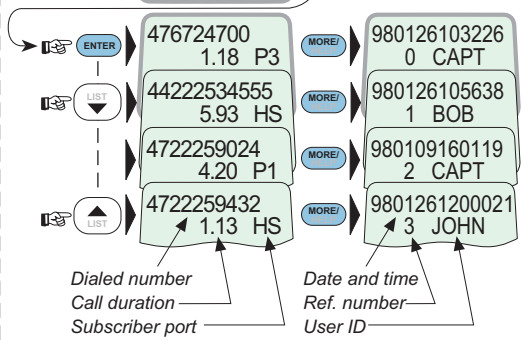 ENTER
476724700
1.18 P3
MORE/
980126103226
0 CAPT
LIST
44222534555
5.93 HS
MORE/
980126105638
1 BOB
4722259024
4.20 P1
MORE/
980109160119
2 CAPT
LIST
4722259432
1.13 HS
MORE/
9801261200021
3 JOHN
Dialed number
Call duration
Subscriber port
Date and time
Ref. number
User ID